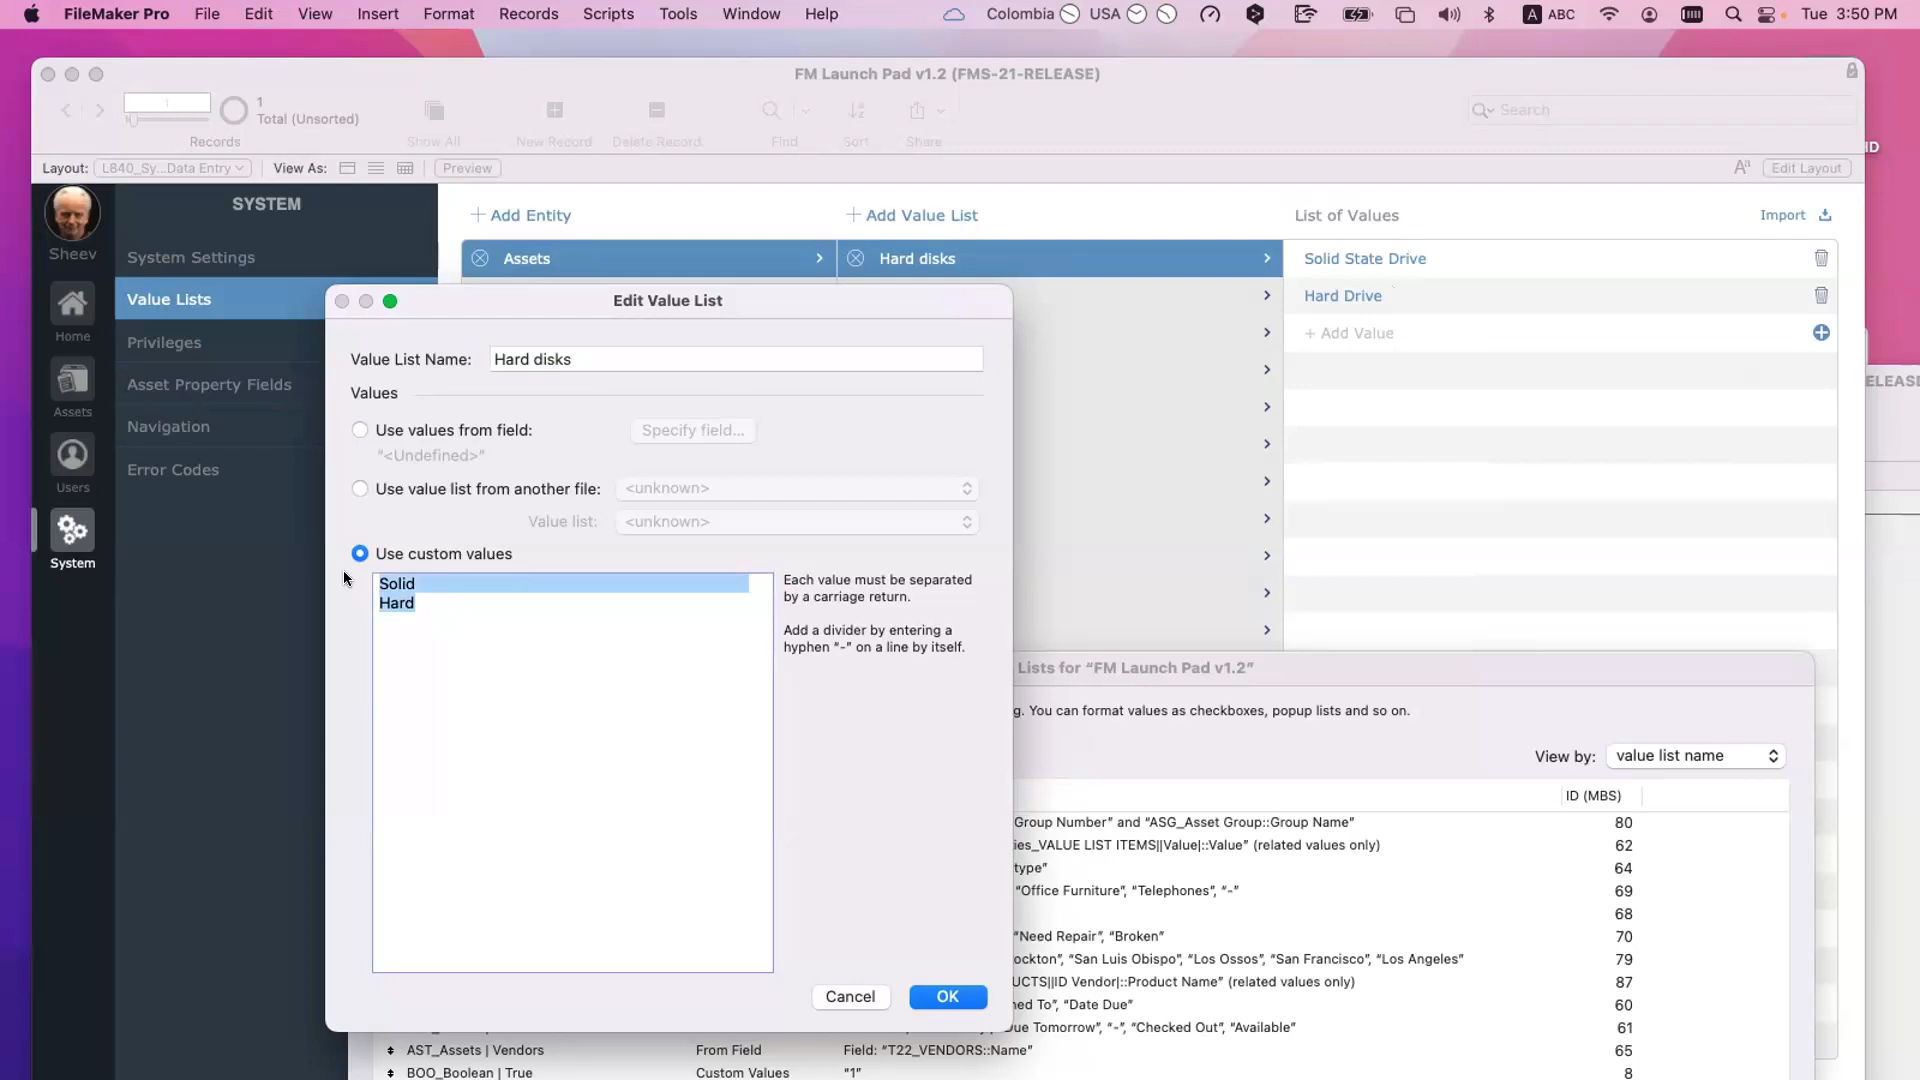 FileMaker Pro File Edit View Insert Format Records Scripts Tools Window Help Colombia USA A ABC Tue 3:50 PM
FM Launch Pad v1.2 (FMS-21-RELEASE)
1
1
Total (Unsorted)
Search
Records Show All New Record Delete Record Find Sort Share
Layout: L840_Sy...Data Entry View As: Preview Edit Layout
Sheev
Home
Assets
Users
System
SYSTEM
System Settings
Value Lists
Privileges
Asset Property Fields
Navigation
Error Codes
Add Entity Add Value List List of Values Import
Assets Hard disks Solid State Drive
Hard Drive
+ Add Value
ELEASE
Edit Value List
Value List Name: Hard disks
Values
Use values from field: Specify field...
"<Undefined>"
Use value list from another file: <unknown>
Value list: <unknown>
Use custom values
Solid
Hard
Each value must be separated
by a carriage return.
Add a divider by entering a
hyphen "-" on a line by itself.
Cancel OK
Lists for "FM Launch Pad v1.2"
g. You can format values as checkboxes, popup lists and so on.
View by: value list name
ID (MBS)
Group Number" and "ASG_Asset Group::Group Name" 80
ies_VALUE LIST ITEMS||Value|::Value" (related values only) 62
type" 64
"Office Furniture", "Telephones", "-" 69
68
"Need Repair", "Broken" 70
ockton", "San Luis Obispo", "Los Ossos", "San Francisco", "Los Angeles" 79
UCTS||ID Vendor|::Product Name" (related values only) 87
ned To", "Date Due" 60
Due Tomorrow", "-", "Checked Out", "Available" 61
AST_Assets | Vendors From Field Field: "T22_VENDORS::Name" 65
BOO_Boolean | True Custom Values "1" 8